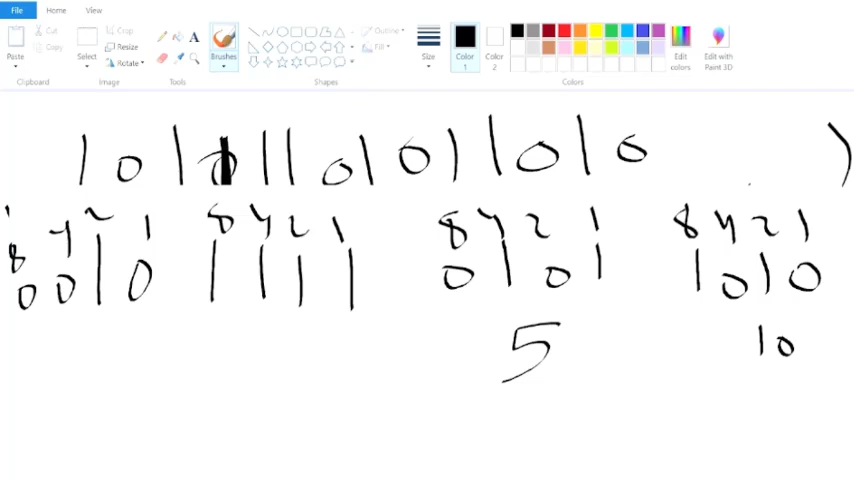 File Home View
Cut
Copy
Paste
Select
Crop
Resize
Rotate
A
Brushes
Outline
Fill
Size
Color 1
Color 2
Edit colors
Edit with Paint 3D
Clipboard Image Tools Shapes Colors
1 0 1 1 1 0 1 0 1 1 0 1 0 )
8 4 2 1 8 4 2 1 8 4 2 1 8 4 2 1
0 0 1 0 1 1 1 1 0 1 0 1 1 0 1 0
5 10